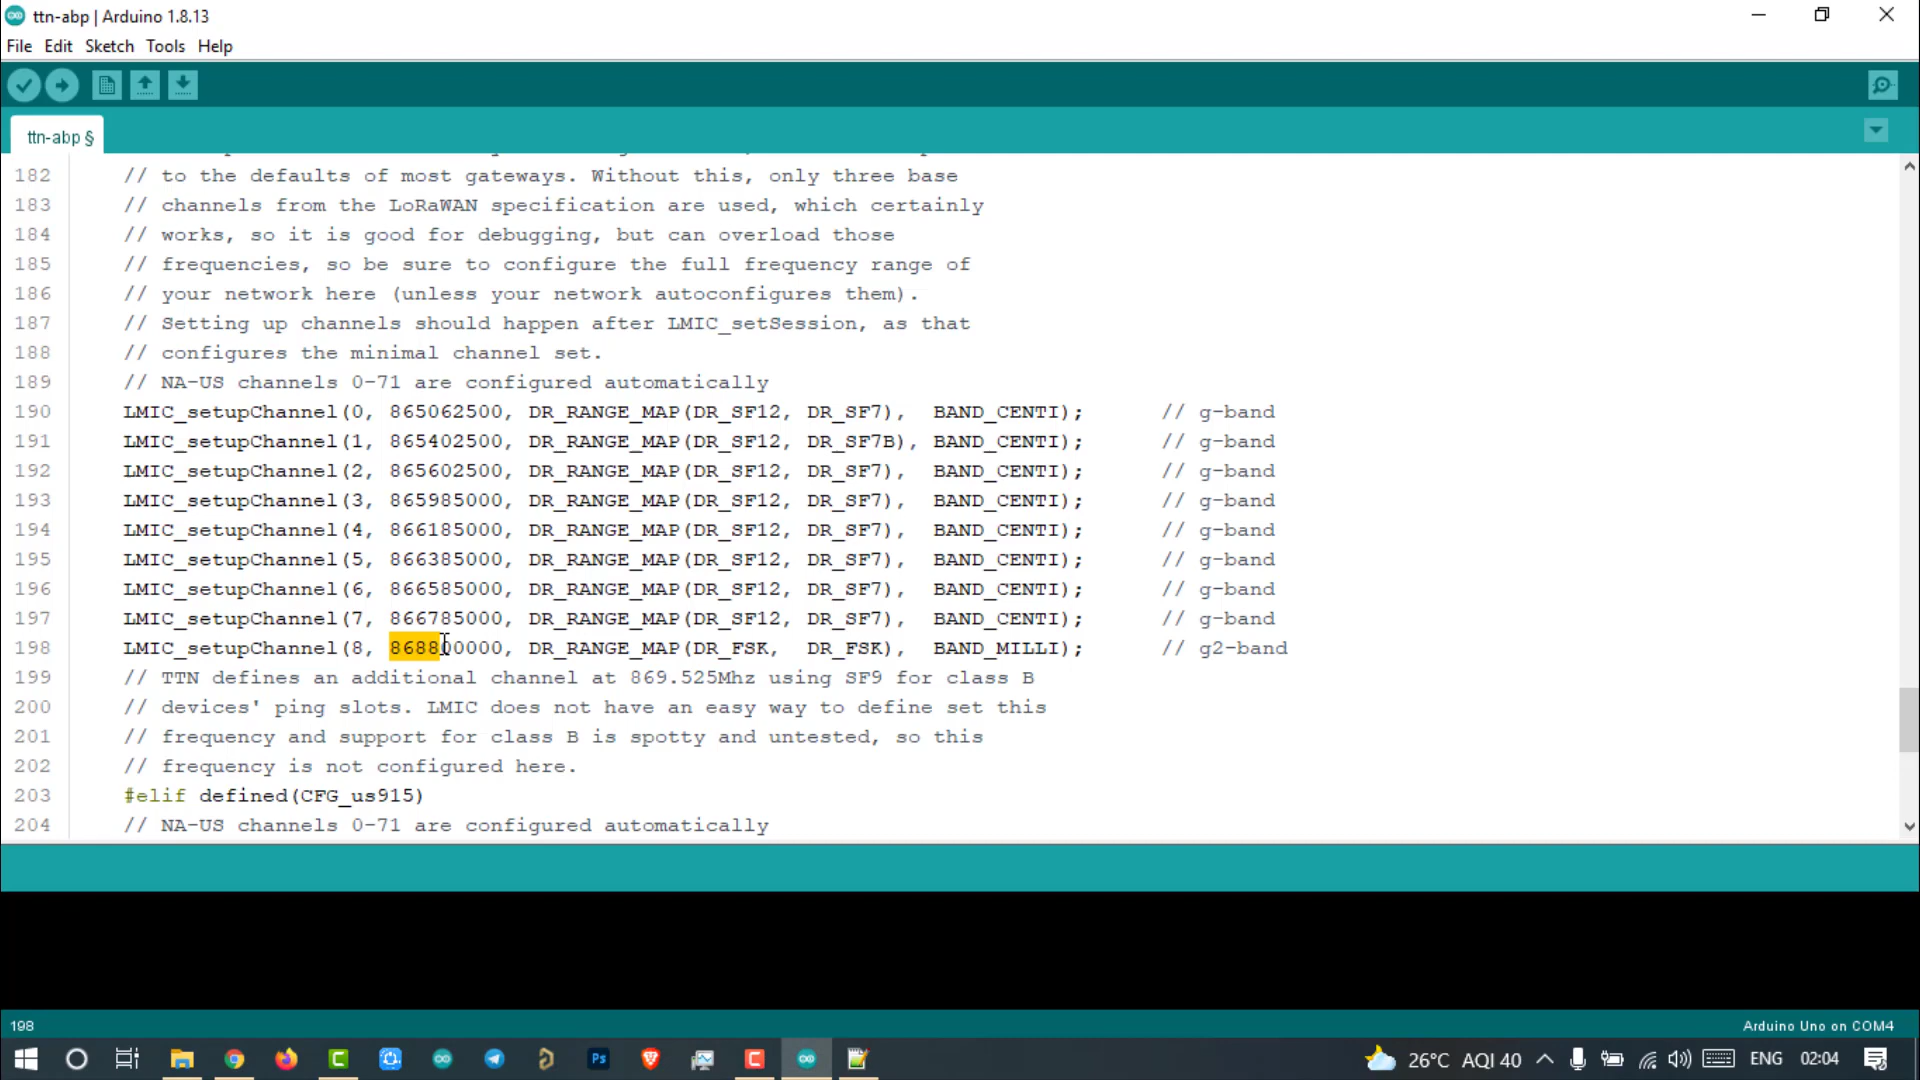 ttn-abp | Arduino 1.8.13
File Edit Sketch Tools Help
ttn-abp §
182 // to the defaults of most gateways. Without this, only three base
183 // channels from the LoRaWAN specification are used, which certainly
184 // works, so it is good for debugging, but can overload those
185 // frequencies, so be sure to configure the full frequency range of
186 // your network here (unless your network autoconfigures them).
187 // Setting up channels should happen after LMIC_setSession, as that
188 // configures the minimal channel set.
189 // NA-US channels 0-71 are configured automatically
190 LMIC_setupChannel(0, 865062500, DR_RANGE_MAP(DR_SF12, DR_SF7), BAND_CENTI); // g-band
191 LMIC_setupChannel(1, 865402500, DR_RANGE_MAP(DR_SF12, DR_SF7B), BAND_CENTI); // g-band
192 LMIC_setupChannel(2, 865602500, DR_RANGE_MAP(DR_SF12, DR_SF7), BAND_CENTI); // g-band
193 LMIC_setupChannel(3, 865985000, DR_RANGE_MAP(DR_SF12, DR_SF7), BAND_CENTI); // g-band
194 LMIC_setupChannel(4, 866185000, DR_RANGE_MAP(DR_SF12, DR_SF7), BAND_CENTI); // g-band
195 LMIC_setupChannel(5, 866385000, DR_RANGE_MAP(DR_SF12, DR_SF7), BAND_CENTI); // g-band
196 LMIC_setupChannel(6, 866585000, DR_RANGE_MAP(DR_SF12, DR_SF7), BAND_CENTI); // g-band
197 LMIC_setupChannel(7, 866785000, DR_RANGE_MAP(DR_SF12, DR_SF7), BAND_CENTI); // g-band
198 LMIC_setupChannel(8, 868800000, DR_RANGE_MAP(DR_FSK, DR_FSK), BAND_MILLI); // g2-band
199 // TTN defines an additional channel at 869.525Mhz using SF9 for class B
200 // devices' ping slots. LMIC does not have an easy way to define set this
201 // frequency and support for class B is spotty and untested, so this
202 // frequency is not configured here.
203 #elif defined(CFG_us915)
204 // NA-US channels 0-71 are configured automatically
198
Arduino Uno on COM4
Ps
26°C AQI 40 ENG 02:04